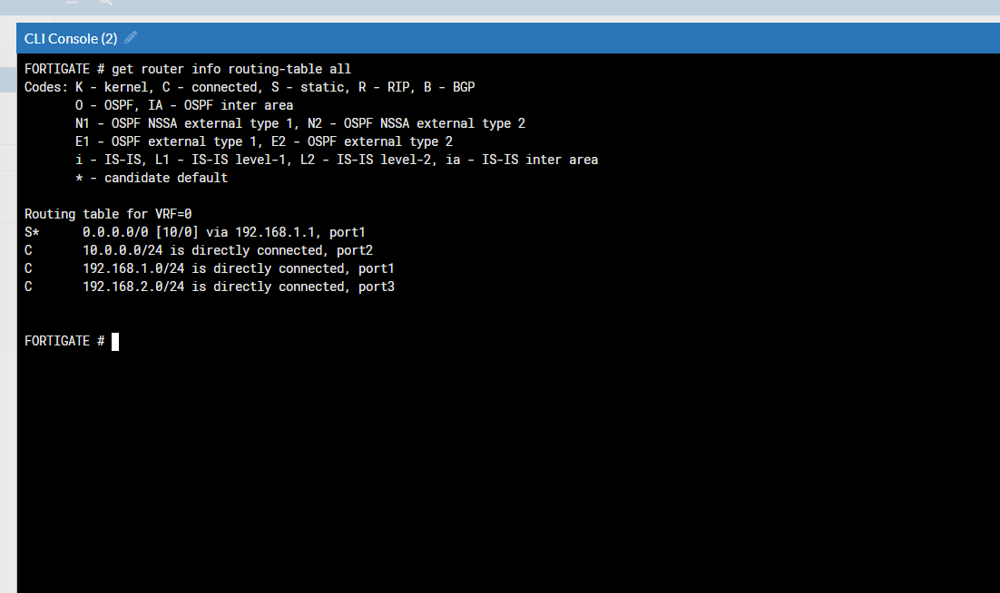 CLI Console (2)
FORTIGATE # get router info routing-table all
Codes: K - kernel, C - connected, S - static, R - RIP, B - BGP
O - OSPF, IA - OSPF inter area
N1 - OSPF NSSA external type 1, N2 - OSPF NSSA external type 2
E1 - OSPF external type 1, E2 - OSPF external type 2
i - IS-IS, L1 - IS-IS level-1, L2 - IS-IS level-2, ia - IS-IS inter area
* - candidate default
Routing table for VRF=0
S* 0.0.0.0/0 [10/0] via 192.168.1.1, port1
C 10.0.0.0/24 is directly connected, port2
C 192.168.1.0/24 is directly connected, port1
C 192.168.2.0/24 is directly connected, port3
FORTIGATE #